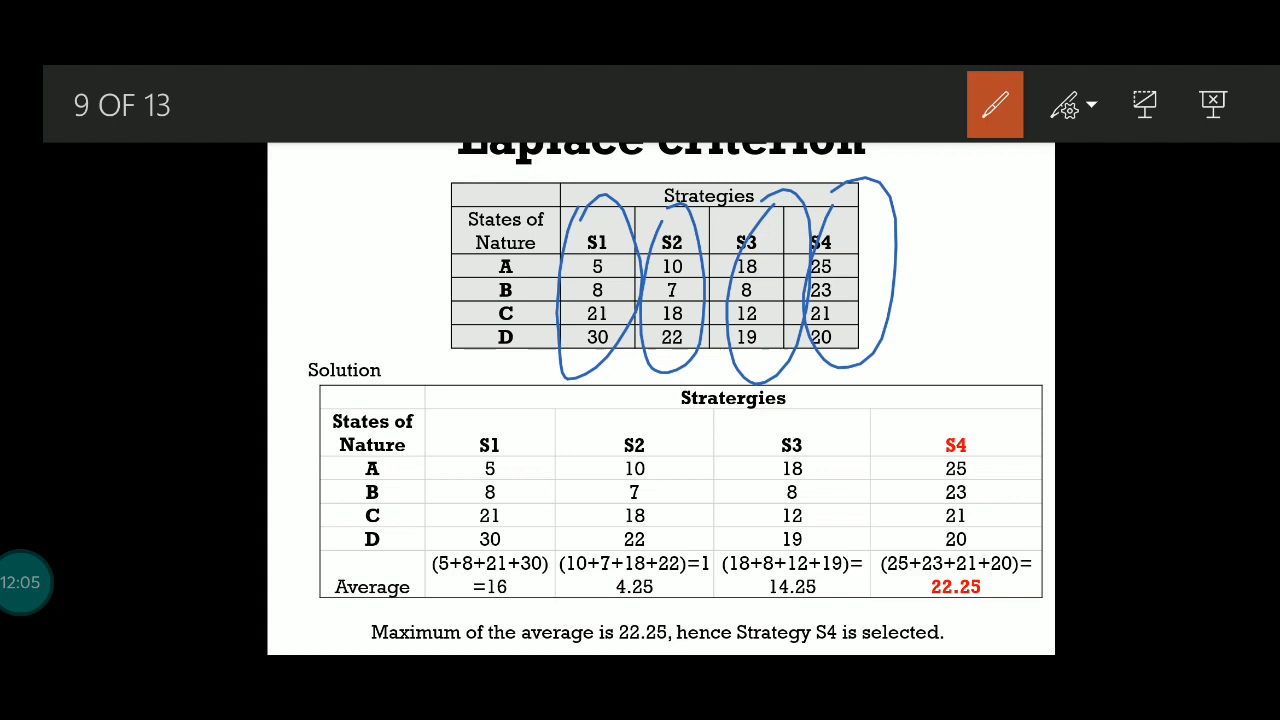 9 OF 13
Laplace Criterion
Strategies
States of Nature S1 S2 S3 S4
A 5 10 18 25
B 8 7 8 23
C 21 18 12 21
D 30 22 19 20
Solution
Stratergies
States of Nature S1 S2 S3 S4
A 5 10 18 25
B 8 7 8 23
C 21 18 12 21
D 30 22 19 20
(5+8+21+30) (10+7+18+22)=1 (18+8+12+19)= (25+23+21+20)=
Average =16 4.25 14.25 22.25
Maximum of the average is 22.25, hence Strategy S4 is selected.
12:05